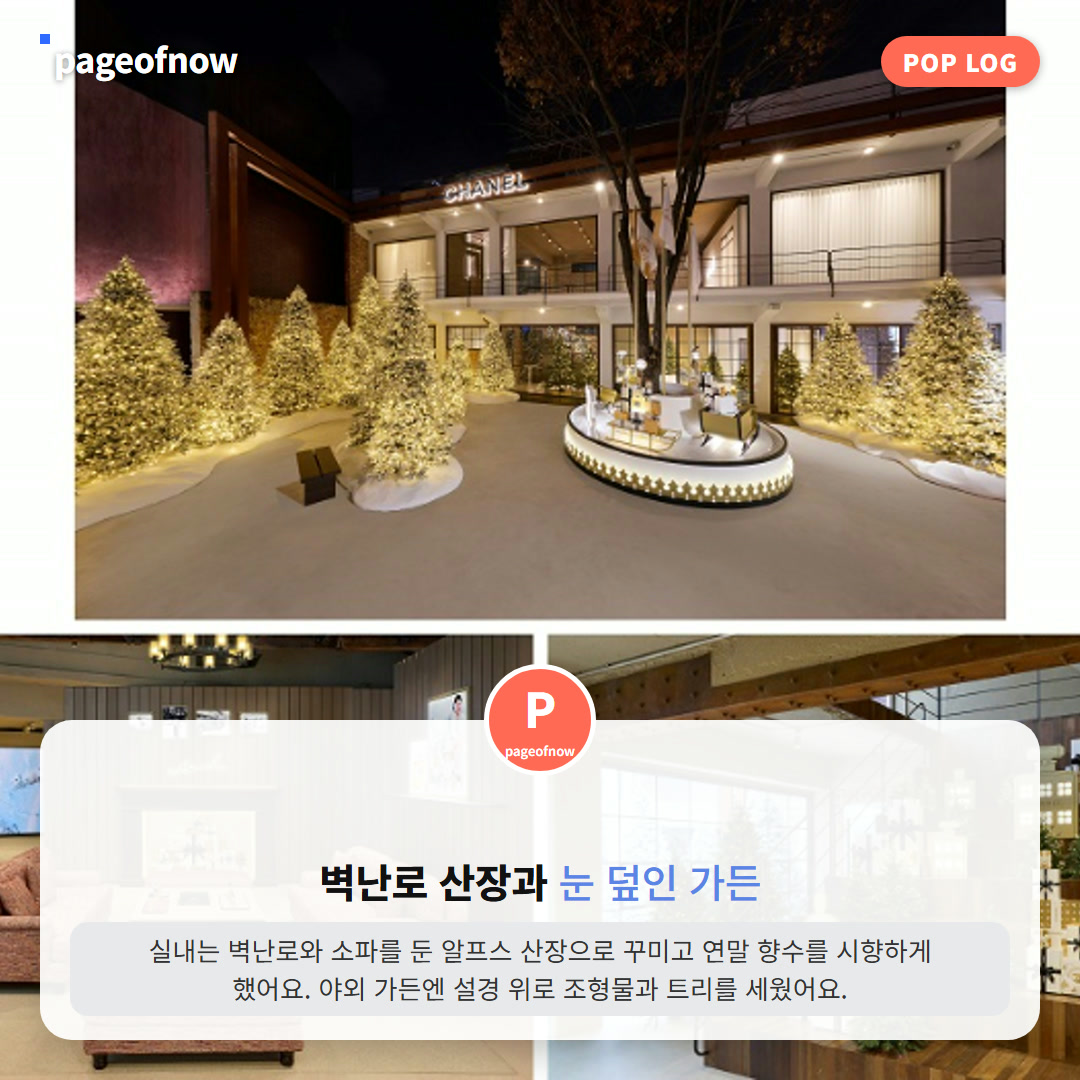 pageofnow
POP LOG
CHANEL
P
pageofnow
벽난로 산장과 눈 덮인 가든
실내는 벽난로와 소파를 둔 알프스 산장으로 꾸미고 연말 향수를 시향하게
했어요. 야외 가든엔 설경 위로 조형물과 트리를 세웠어요.